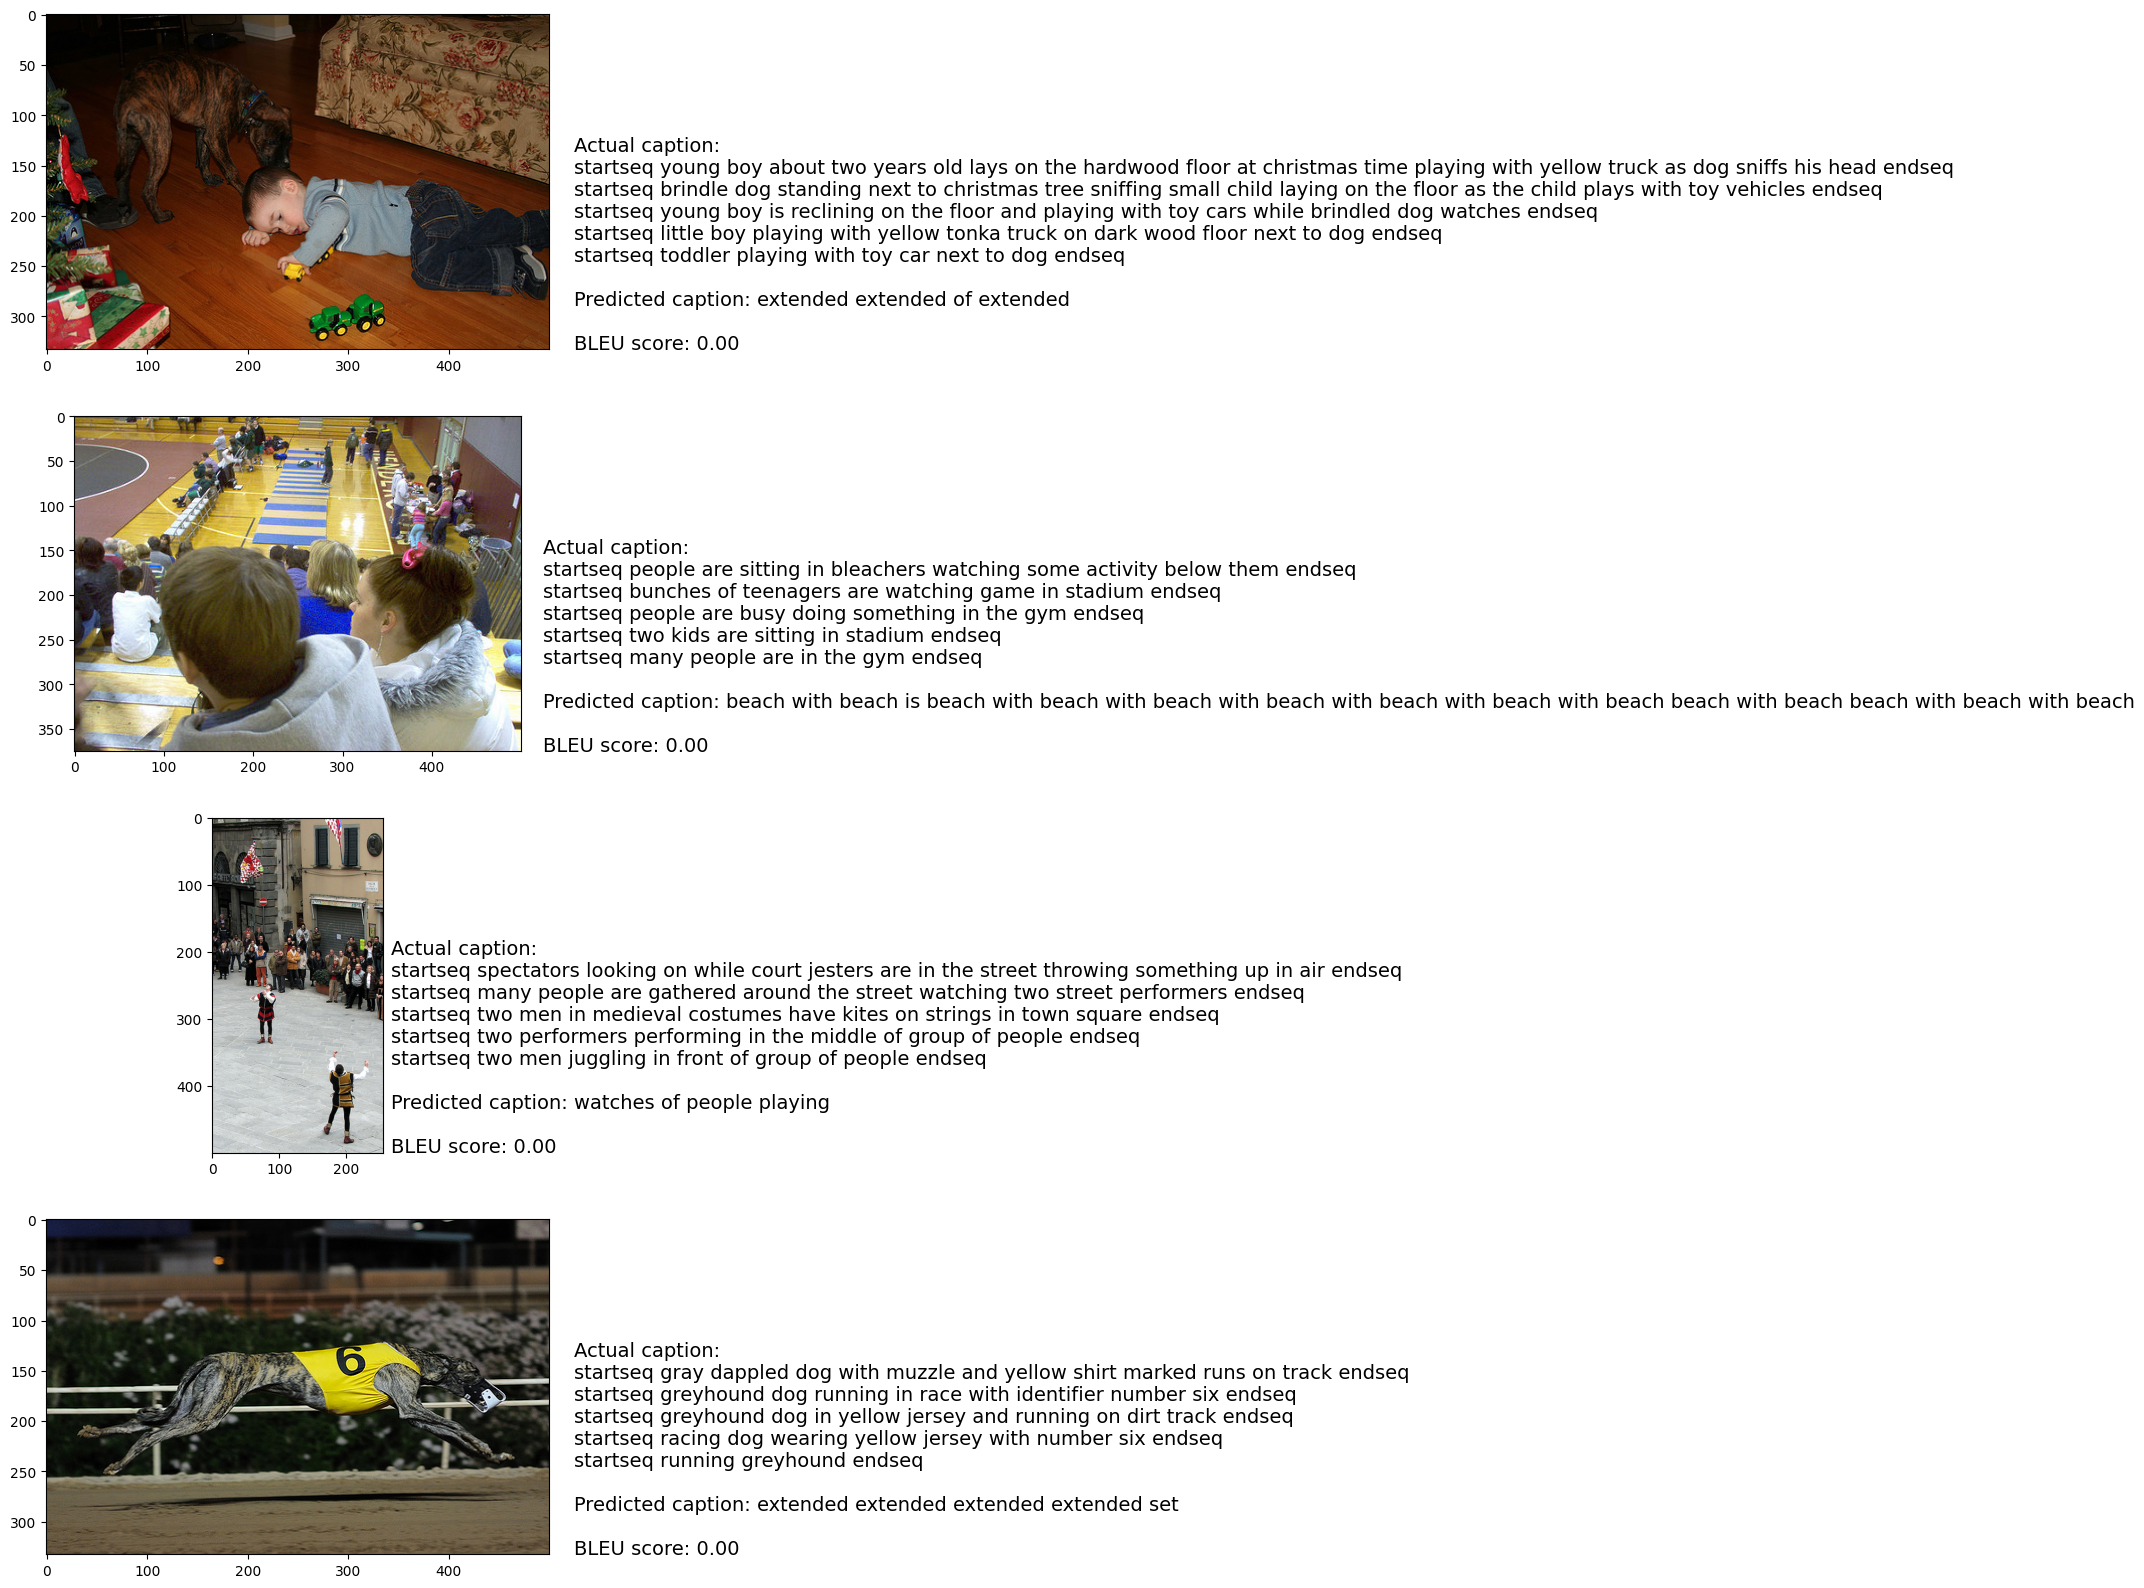 0
50
100
150
200
250
300
0 100 200 300 400
Actual caption:
startseq young boy about two years old lays on the hardwood floor at christmas time playing with yellow truck as dog sniffs his head endseq
startseq brindle dog standing next to christmas tree sniffing small child laying on the floor as the child plays with toy vehicles endseq
startseq young boy is reclining on the floor and playing with toy cars while brindled dog watches endseq
startseq little boy playing with yellow tonka truck on dark wood floor next to dog endseq
startseq toddler playing with toy car next to dog endseq
Predicted caption: extended extended of extended
BLEU score: 0.00
0
50
100
150
200
250
300
350
0 100 200 300 400
Actual caption:
startseq people are sitting in bleachers watching some activity below them endseq
startseq bunches of teenagers are watching game in stadium endseq
startseq people are busy doing something in the gym endseq
startseq two kids are sitting in stadium endseq
startseq many people are in the gym endseq
Predicted caption: beach with beach is beach with beach with beach with beach with beach with beach with beach beach with beach beach with beach with beach
BLEU score: 0.00
0
100
200
300
400
0 100 200
Actual caption:
startseq spectators looking on while court jesters are in the street throwing something up in air endseq
startseq many people are gathered around the street watching two street performers endseq
startseq two men in medieval costumes have kites on strings in town square endseq
startseq two performers performing in the middle of group of people endseq
startseq two men juggling in front of group of people endseq
Predicted caption: watches of people playing
BLEU score: 0.00
0
50
100
150
200
250
300
0 100 200 300 400
6
Actual caption:
startseq gray dappled dog with muzzle and yellow shirt marked runs on track endseq
startseq greyhound dog running in race with identifier number six endseq
startseq greyhound dog in yellow jersey and running on dirt track endseq
startseq racing dog wearing yellow jersey with number six endseq
startseq running greyhound endseq
Predicted caption: extended extended extended extended set
BLEU score: 0.00